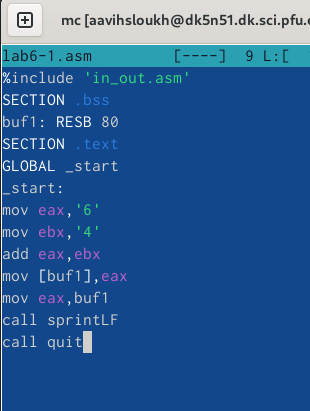 mc [aavihsloukh@dk5n51.dk.sci.pfu.e
lab6-1.asm [----] 9 L:[
%include 'in_out.asm'
SECTION .bss
buf1: RESB 80
SECTION .text
GLOBAL _start
_start:
mov eax,'6'
mov ebx,'4'
add eax,ebx
mov [buf1],eax
mov eax,buf1
call sprintLF
call quit